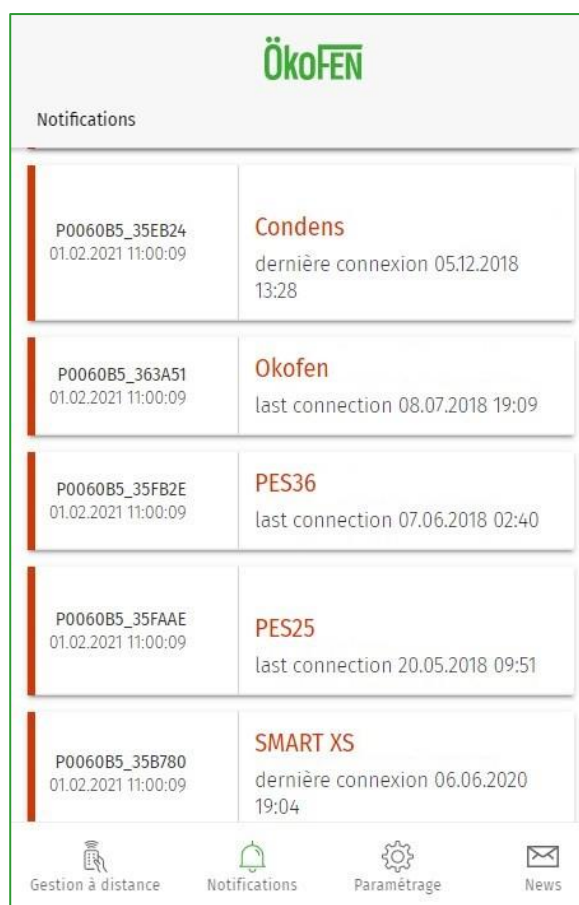 ÖkoFEN
Notifications
P0060B5_35EB24
01.02.2021 11:00:09
Condens
dernière connexion 05.12.2018
13:28
P0060B5_363A51
01.02.2021 11:00:09
Okofen
last connection 08.07.2018 19:09
P0060B5_35FB2E
01.02.2021 11:00:09
PES36
last connection 07.06.2018 02:40
P0060B5_35FAAE
01.02.2021 11:00:09
PES25
last connection 20.05.2018 09:51
P0060B5_35B780
01.02.2021 11:00:09
SMART XS
dernière connexion 06.06.2020
19:04
Gestion à distance
Notifications
Paramétrage
News